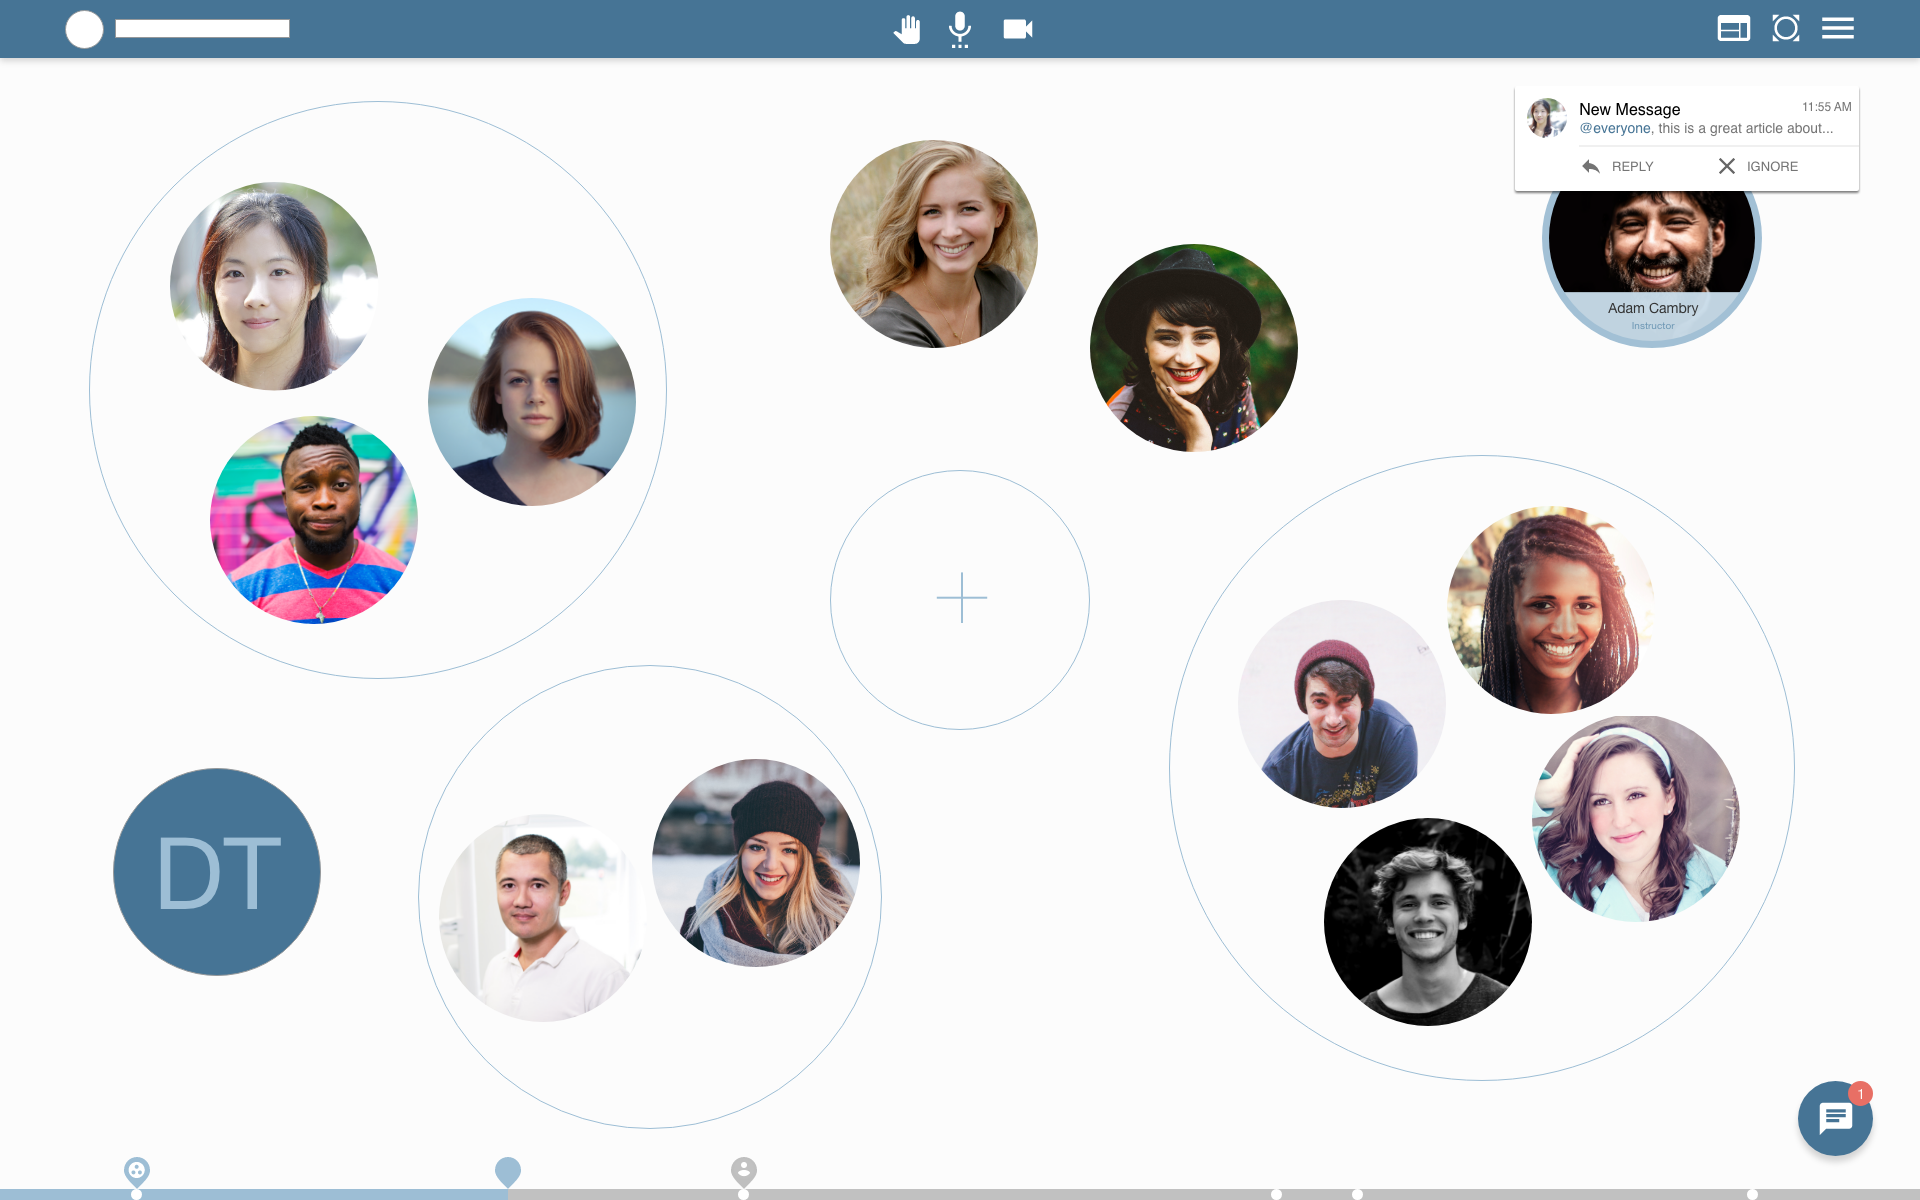 New Message
11:55 AM
@everyone, this is a great article about...
REPLY
IGNORE
Adam Cambry
Instructor
DT
1